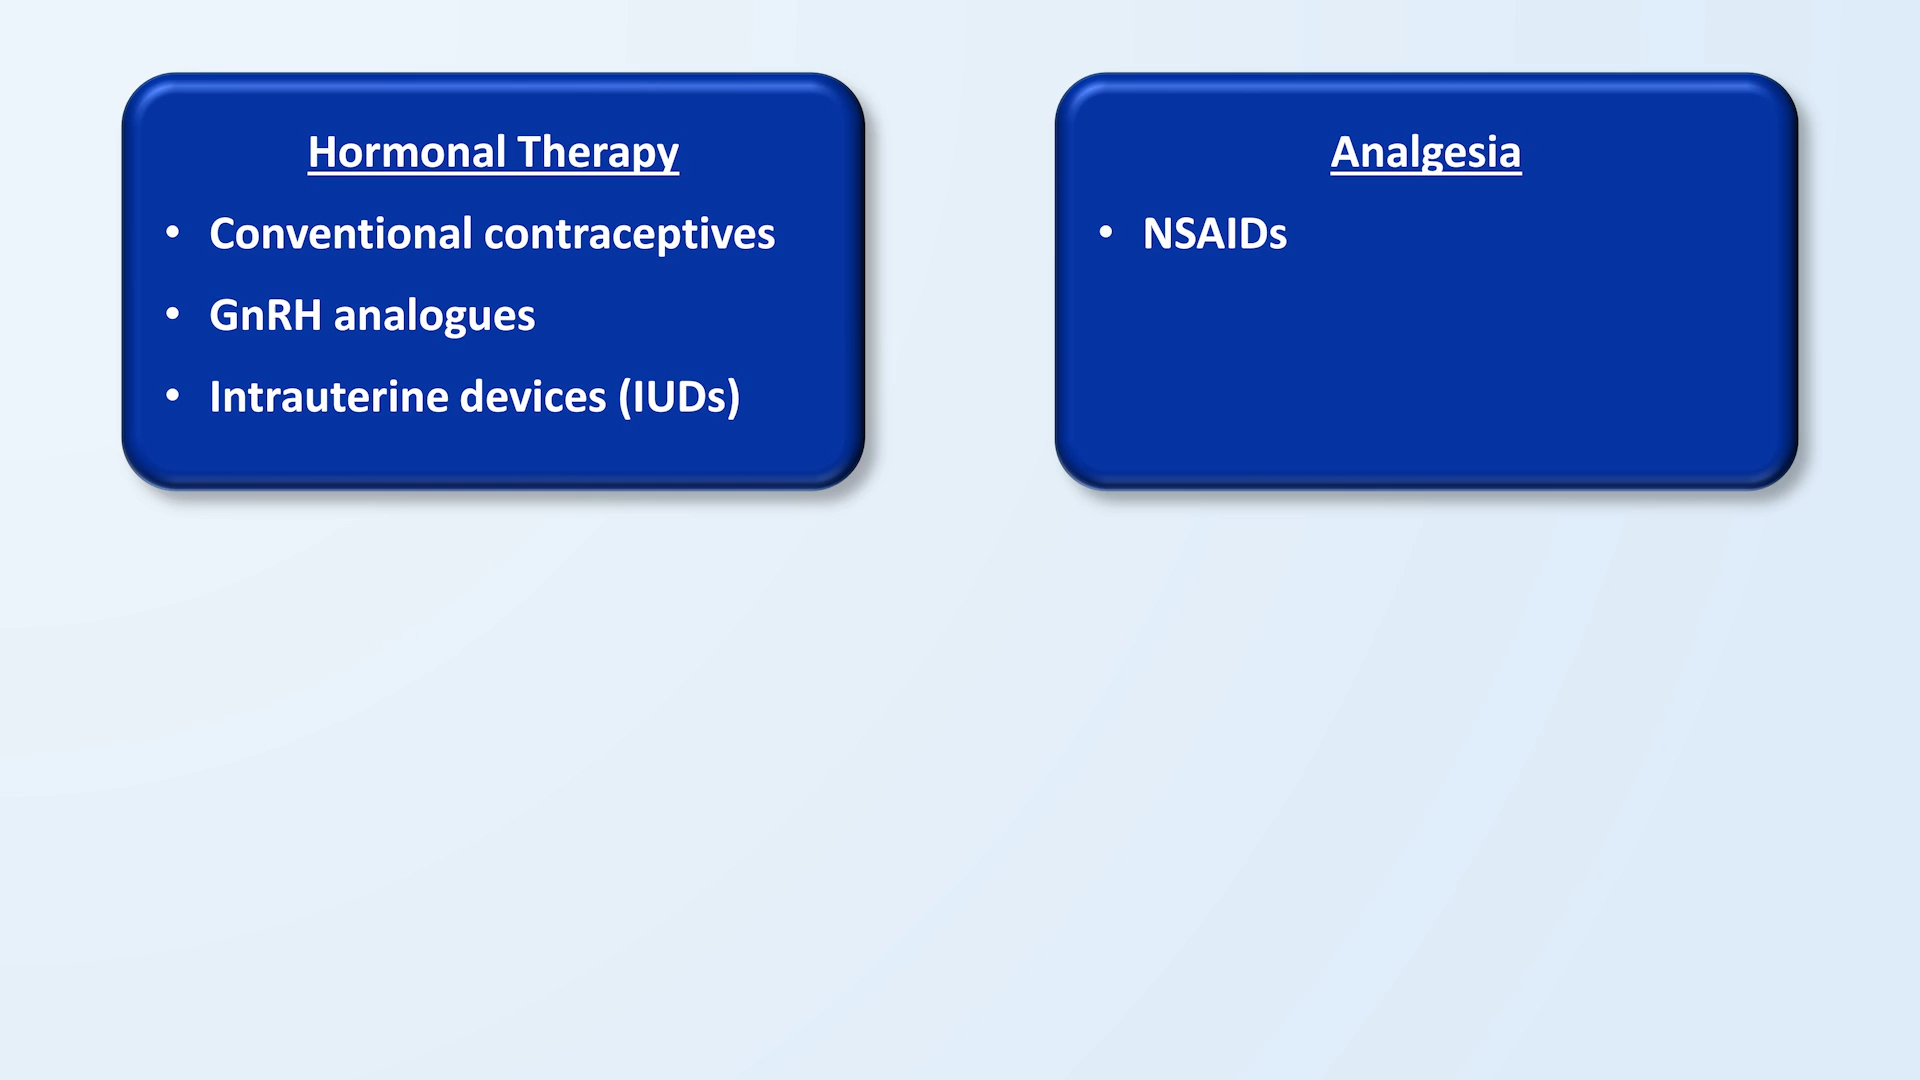 Hormonal Therapy
• Conventional contraceptives
• GnRH analogues
• Intrauterine devices (IUDs)
Analgesia
• NSAIDs